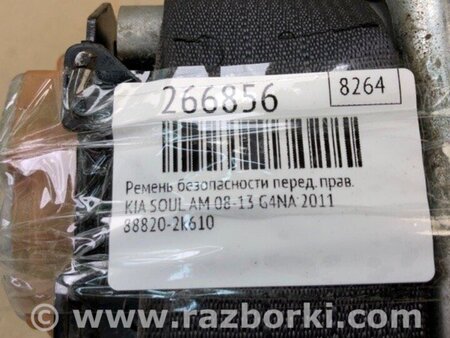 266856
8264
Ремень безопасности перед. прав.
KIA SOUL AM 08-13 G4NA 2011
88820-2K610
www.razborki.com